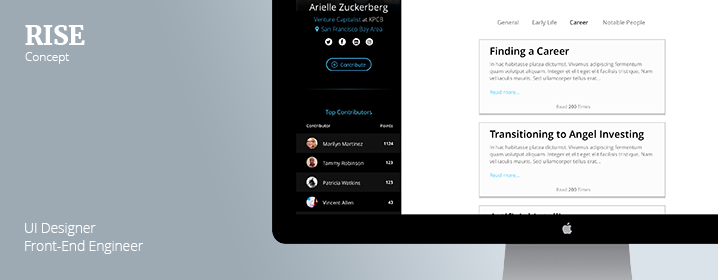 RISE
Concept
UI Designer
Front-End Engineer
Arielle Zuckerberg
Venture Capitalist at KPCB
San Francisco Bay Area
Contribute
Top Contributors
Contributor Points
Marilyn Martinez 1124
Tammy Robinson 123
Patricia Watkins 123
Vincent Allen 43
General Early Life Career Notable People
Finding a Career
In hac habitasse platea dictumst. Vivamus adipiscing fermentum
quam volutpat aliquam. Integer et elit eget elit facilisis tristique. Nam
vel iaculis mauris. Sed ullamcorper tellus erat...
Read more...
Read 200 times
Transitioning to Angel Investing
In hac habitasse platea dictumst. Vivamus adipiscing fermentum
quam volutpat aliquam. Integer et elit eget elit facilisis tristique. Nam
vel iaculis mauris. Sed ullamcorper tellus erat...
Read more...
Read 200 times